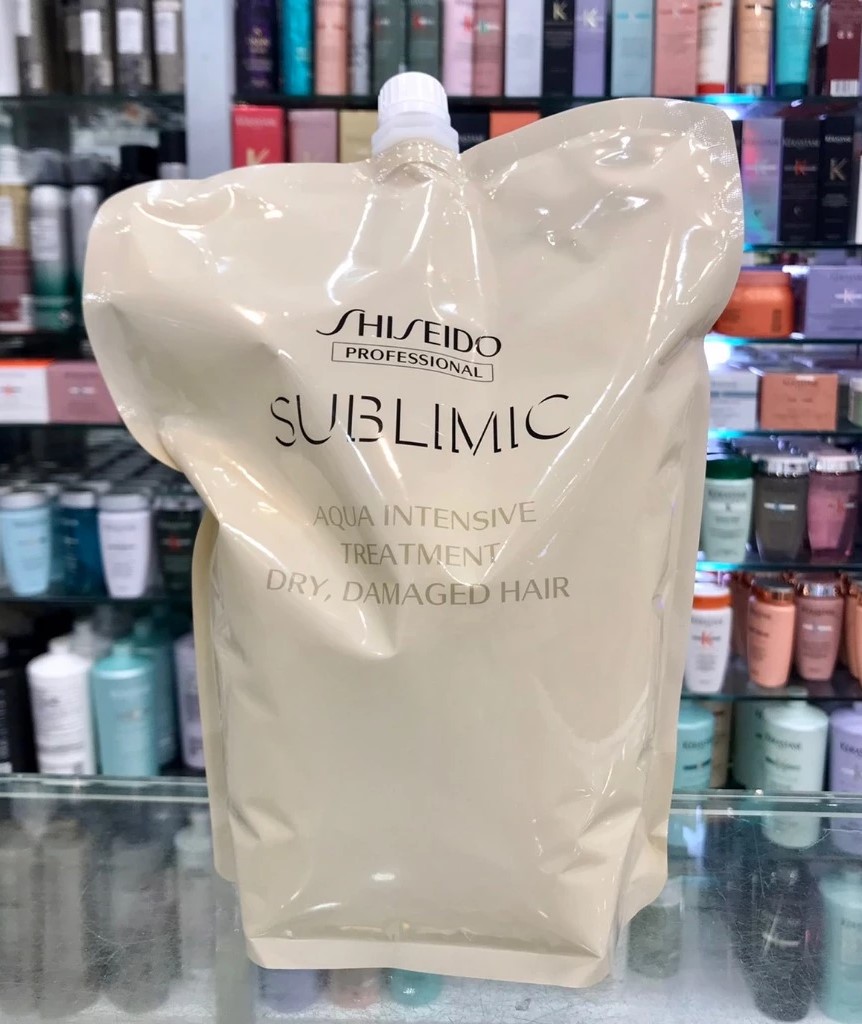 SHISEIDO
PROFESSIONAL
SUBLIMIC
AQUA INTENSIVE
TREATMENT
DRY, DAMAGED HAIR